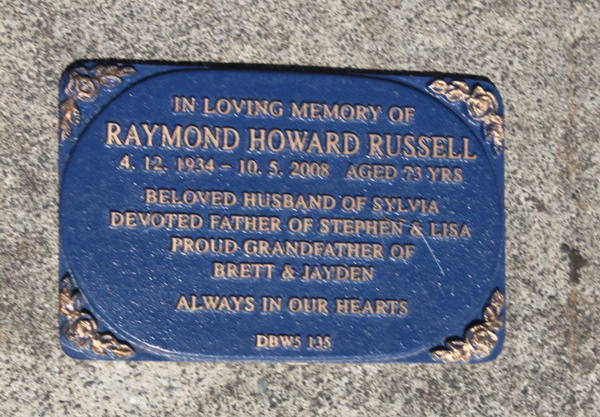 IN LOVING MEMORY OF
RAYMOND HOWARD RUSSELL
4. 12. 1934 – 10. 5. 2008 AGED 73 YRS
BELOVED HUSBAND OF SYLVIA
DEVOTED FATHER OF STEPHEN & LISA
PROUD GRANDFATHER OF
BRETT & JAYDEN
ALWAYS IN OUR HEARTS
DBW5 135